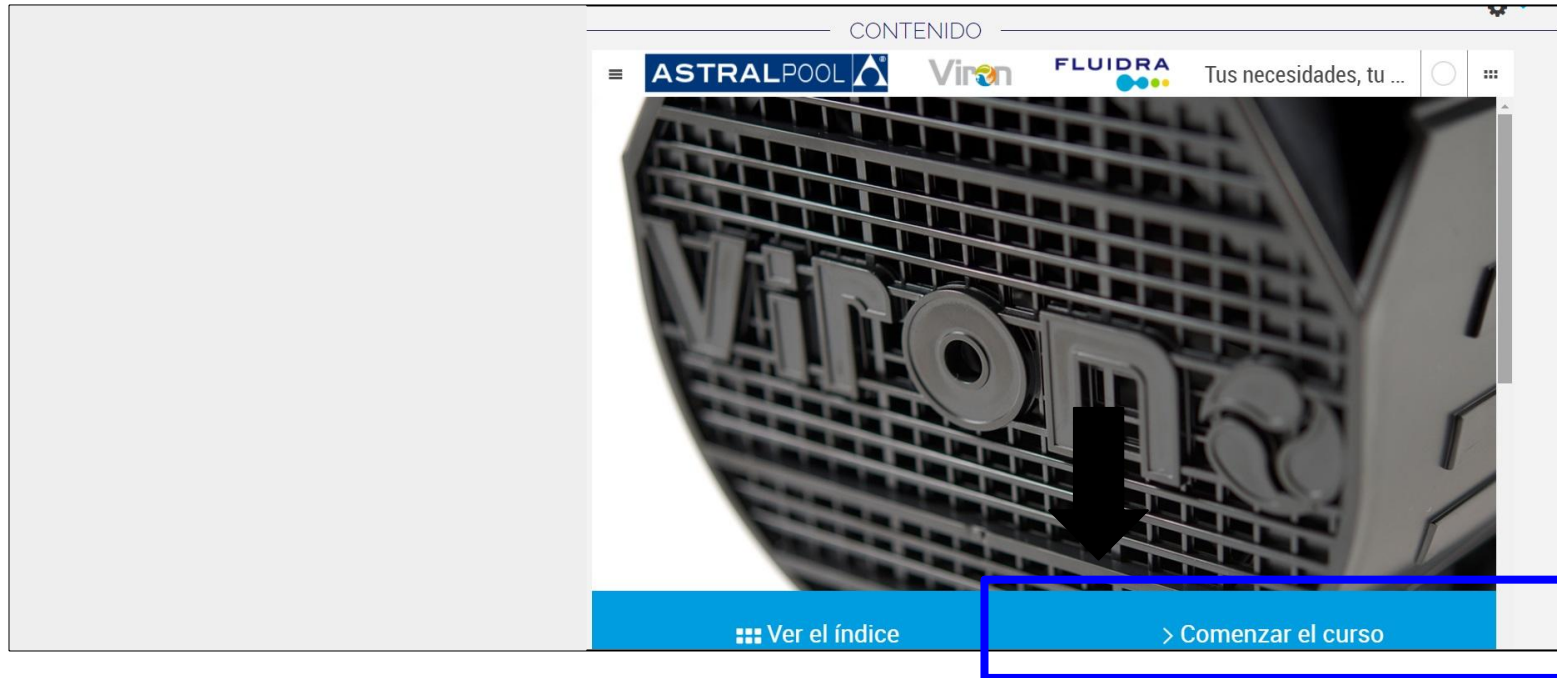 CONTENIDO
ASTRALPOOL Viron FLUIDRA Tus necesidades, tu ...
Viron
Ver el índice > Comenzar el curso